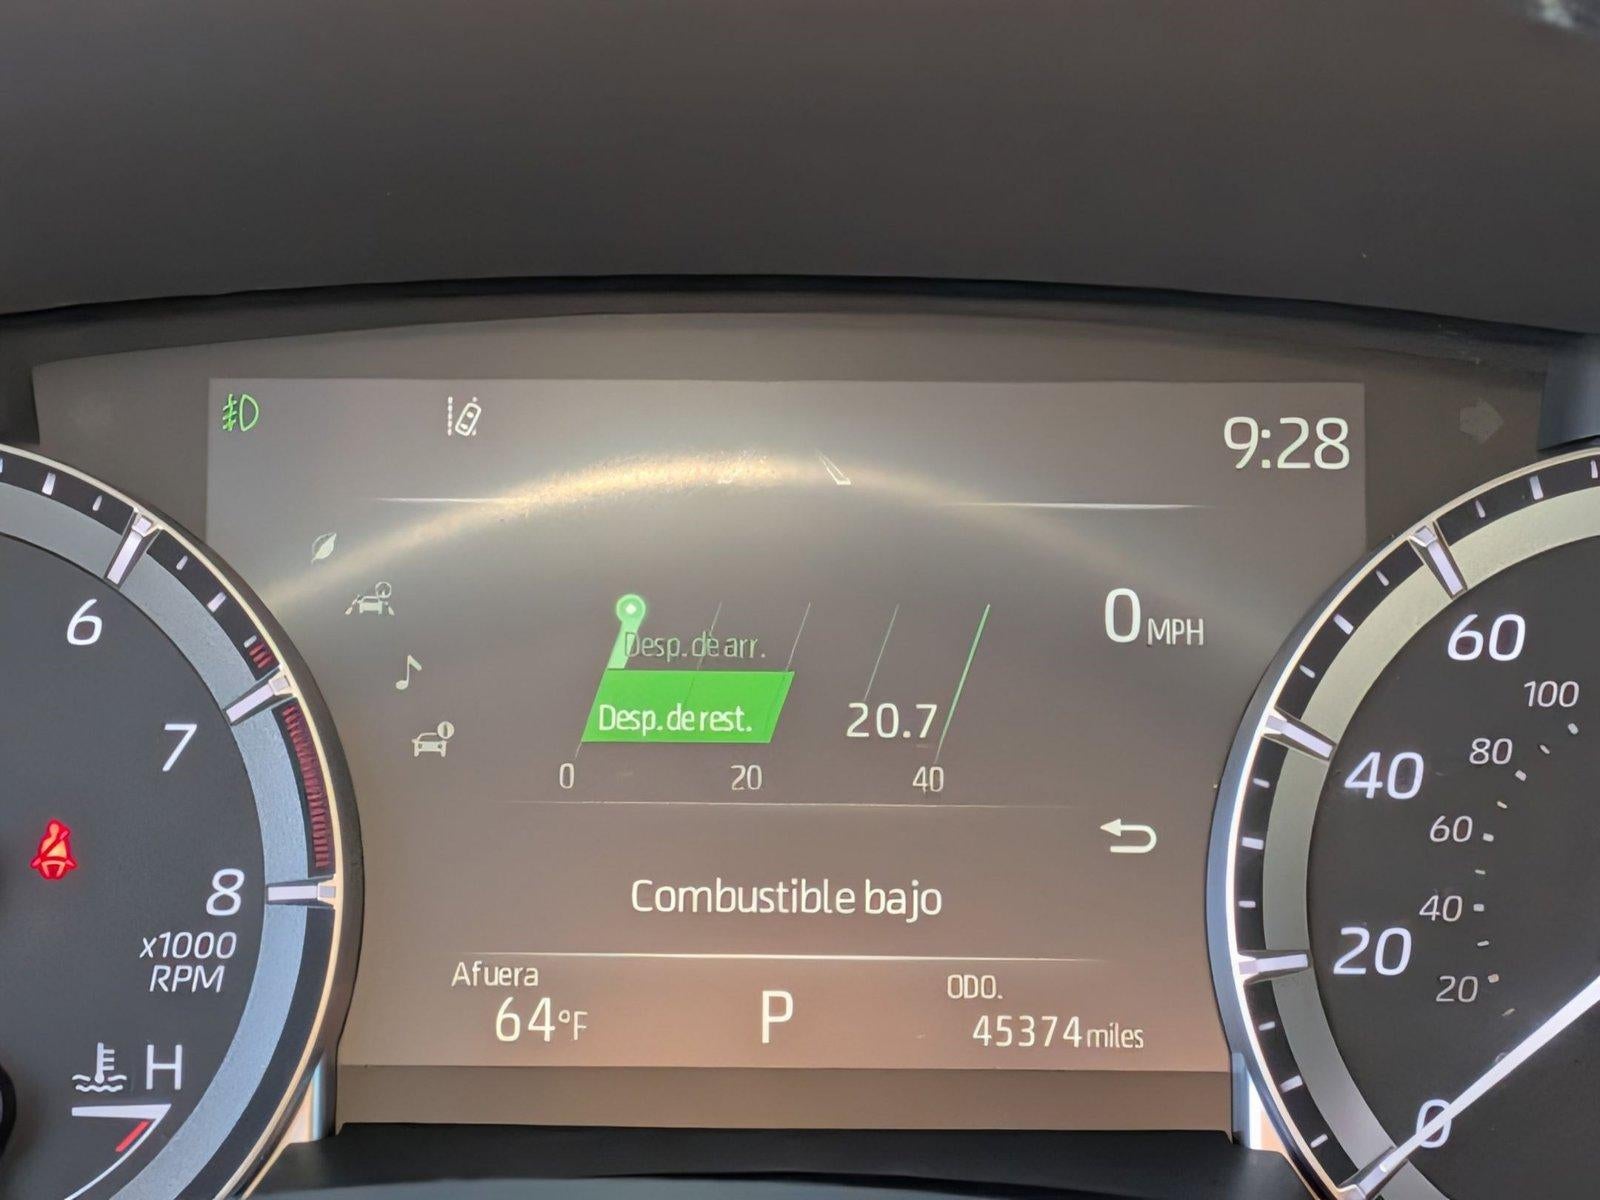 9:28
0 MPH
Desp. de arr.
Desp. de rest.
20.7
0 20 40
Combustible bajo
Afuera
64°F
P
ODO.
45374 miles
6
7
8
x1000
RPM
H
60
40
20
0
100
80
60
40
20